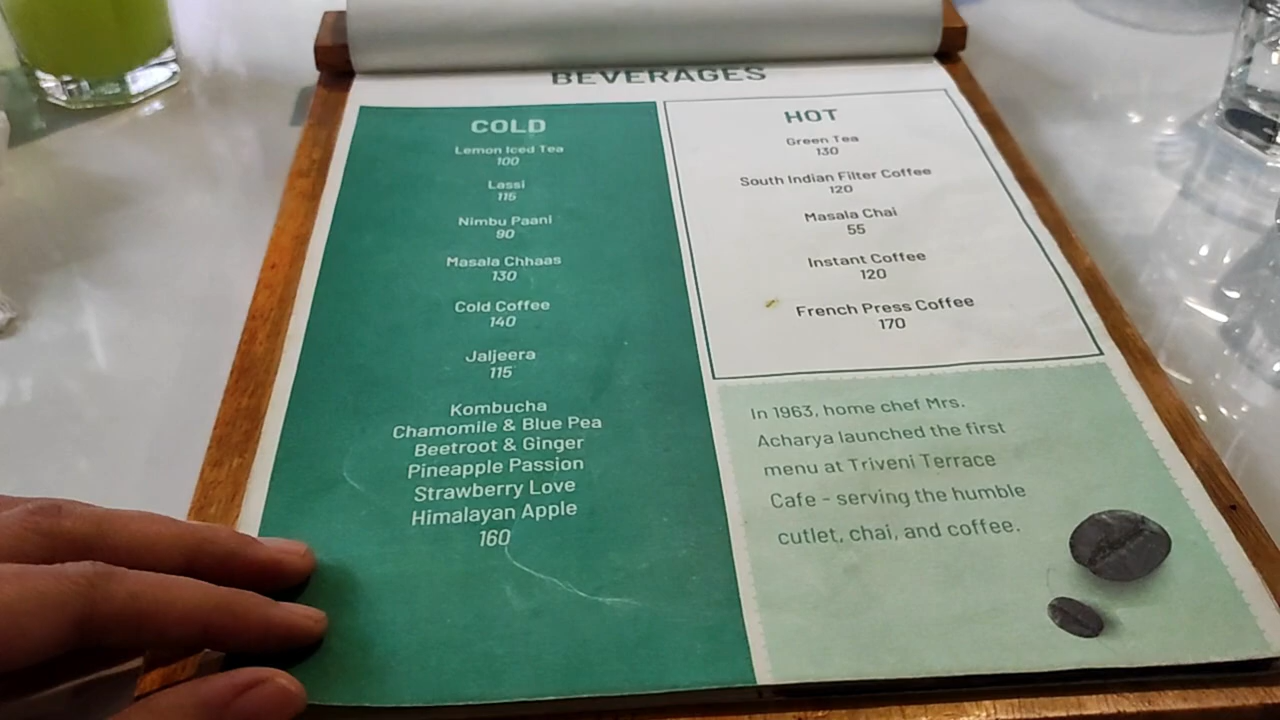 BEVERAGES
COLD
Lemon Iced Tea
100
Lassi
115
Nimbu Paani
90
Masala Chhaas
130
Cold Coffee
140
Jaljeera
115
Kombucha
Chamomile & Blue Pea
Beetroot & Ginger
Pineapple Passion
Strawberry Love
Himalayan Apple
160
HOT
Green Tea
130
South Indian Filter Coffee
120
Masala Chai
55
Instant Coffee
120
French Press Coffee
170
In 1963, home chef Mrs.
Acharya launched the first
menu at Triveni Terrace
Cafe - serving the humble
cutlet, chai, and coffee.